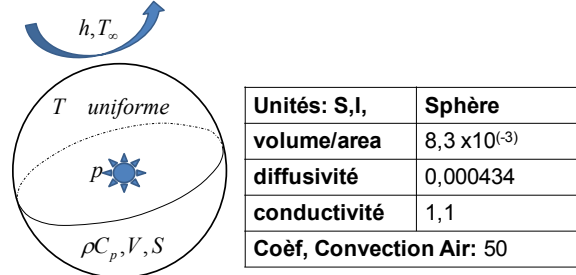 h, T∞
T uniforme
p
ρCp, V, S
Unités: S,I, Sphère
volume/area 8,3 x10(-3)
diffusivité 0,000434
conductivité 1,1
Coèf, Convection Air: 50